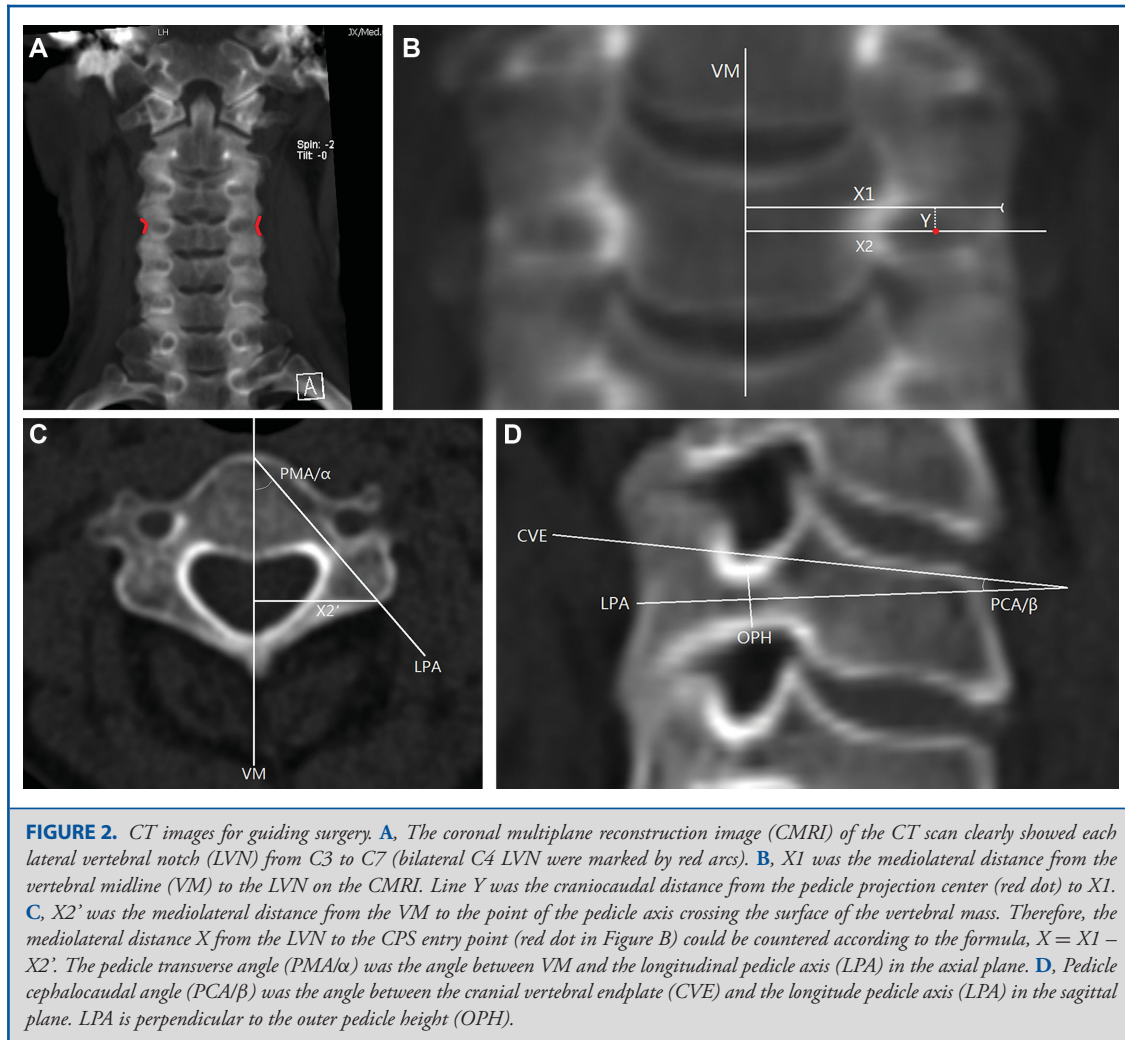 A
LH
JX/Med.
Spin: -2
Tilt: -0
A
B
VM
X1
Y
X2
C
PMA/α
X2'
LPA
VM
D
CVE
LPA
OPH
PCA/β
FIGURE 2. CT images for guiding surgery. A, The coronal multiplane reconstruction image (CMRI) of the CT scan clearly showed each
lateral vertebral notch (LVN) from C3 to C7 (bilateral C4 LVN were marked by red arcs). B, X1 was the mediolateral distance from the
vertebral midline (VM) to the LVN on the CMRI. Line Y was the craniocaudal distance from the pedicle projection center (red dot) to X1.
C, X2’ was the mediolateral distance from the VM to the point of the pedicle axis crossing the surface of the vertebral mass. Therefore, the
mediolateral distance X from the LVN to the CPS entry point (red dot in Figure B) could be countered according to the formula, X = X1 –
X2’. The pedicle transverse angle (PMA/α) was the angle between VM and the longitudinal pedicle axis (LPA) in the axial plane. D, Pedicle
cephalocaudal angle (PCA/β) was the angle between the cranial vertebral endplate (CVE) and the longitude pedicle axis (LPA) in the sagittal
plane. LPA is perpendicular to the outer pedicle height (OPH).